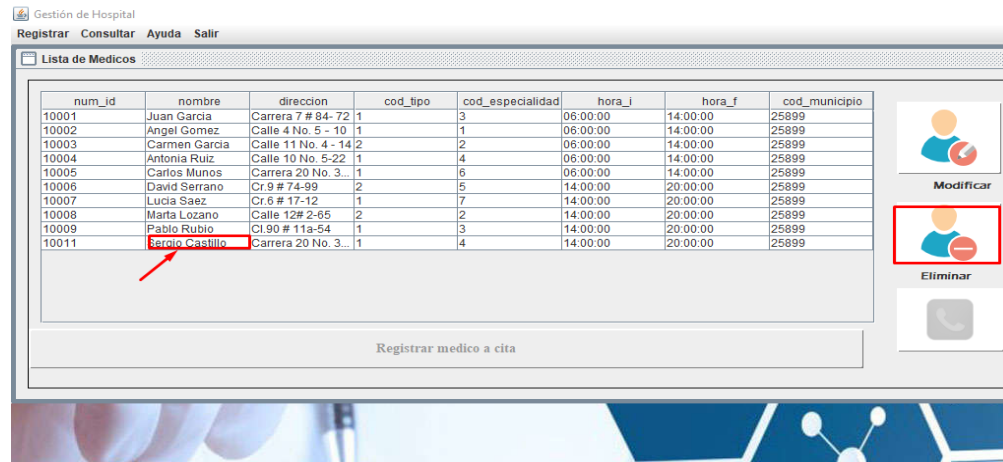 Gestión de Hospital
Registrar Consultar Ayuda Salir
Lista de Medicos
num_id nombre direccion cod_tipo cod_especialidad hora_i hora_f cod_municipio
10001 Juan Garcia Carrera 7 # 84- 72 1 3 06:00:00 14:00:00 25899
10002 Angel Gomez Calle 4 No. 5 - 10 1 1 06:00:00 14:00:00 25899
10003 Carmen Garcia Calle 11 No. 4 - 14 2 2 06:00:00 14:00:00 25899
10004 Antonia Ruiz Calle 10 No. 5-22 1 4 06:00:00 14:00:00 25899
10005 Carlos Munos Carrera 20 No. 3... 1 6 06:00:00 14:00:00 25899
10006 David Serrano Cr.9 # 74-99 2 5 14:00:00 20:00:00 25899
10007 Lucia Saez Cr.6 # 17-12 1 7 14:00:00 20:00:00 25899
10008 Marta Lozano Calle 12# 2-65 2 2 14:00:00 20:00:00 25899
10009 Pablo Rubio Cl.90 # 11a-54 1 3 14:00:00 20:00:00 25899
10011 Sergio Castillo Carrera 20 No. 3... 1 4 14:00:00 20:00:00 25899
Modificar
Eliminar
Registrar medico a cita